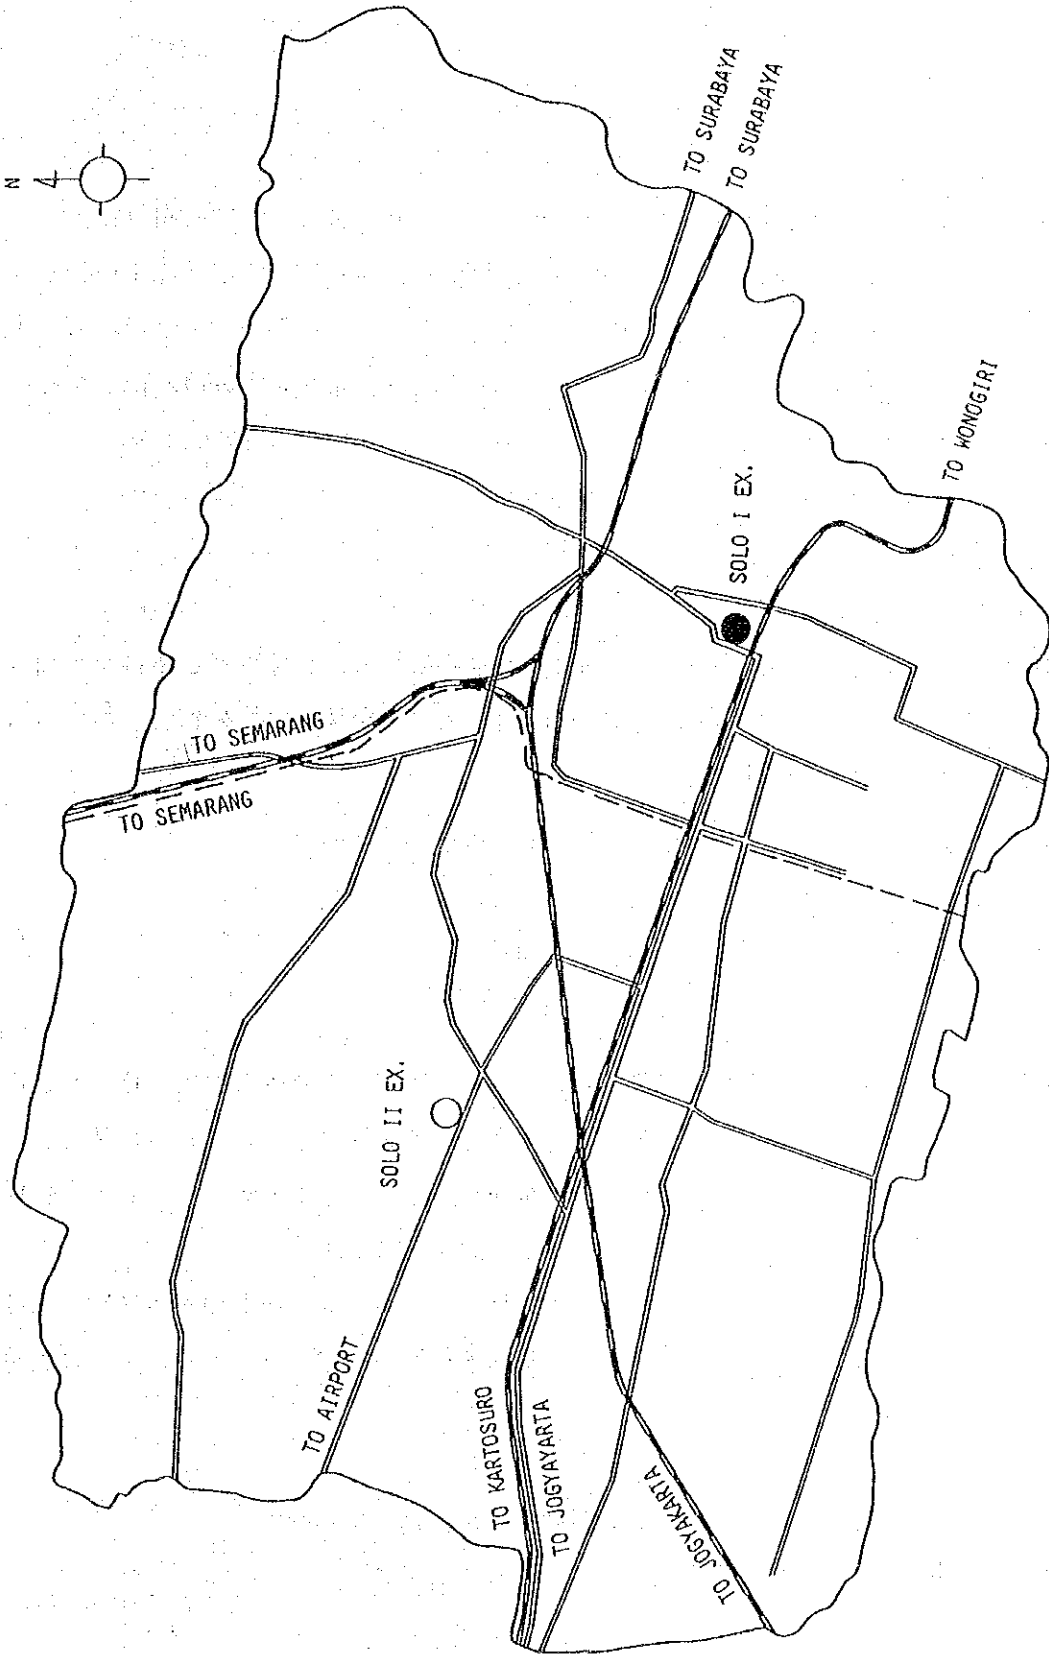 N
TO SURABAYA
TO SURABAYA
TO WONOGIRI
SOLO I EX.
TO SEMARANG
TO SEMARANG
SOLO II EX.
TO AIRPORT
TO KARTOSURO
TO JOGYAYARTA
TO JOGYAKARTA